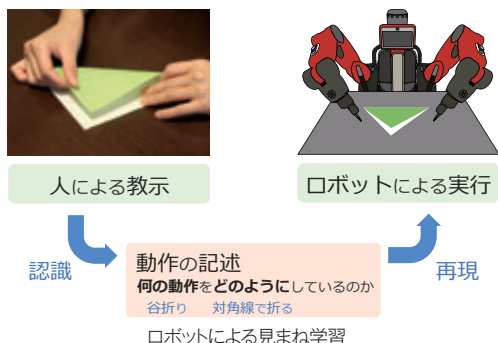 人による教示
ロボットによる実行
認識
動作の記述
何の動作をどのようにしているのか
谷折り 対角線で折る
再現
ロボットによる見まね学習